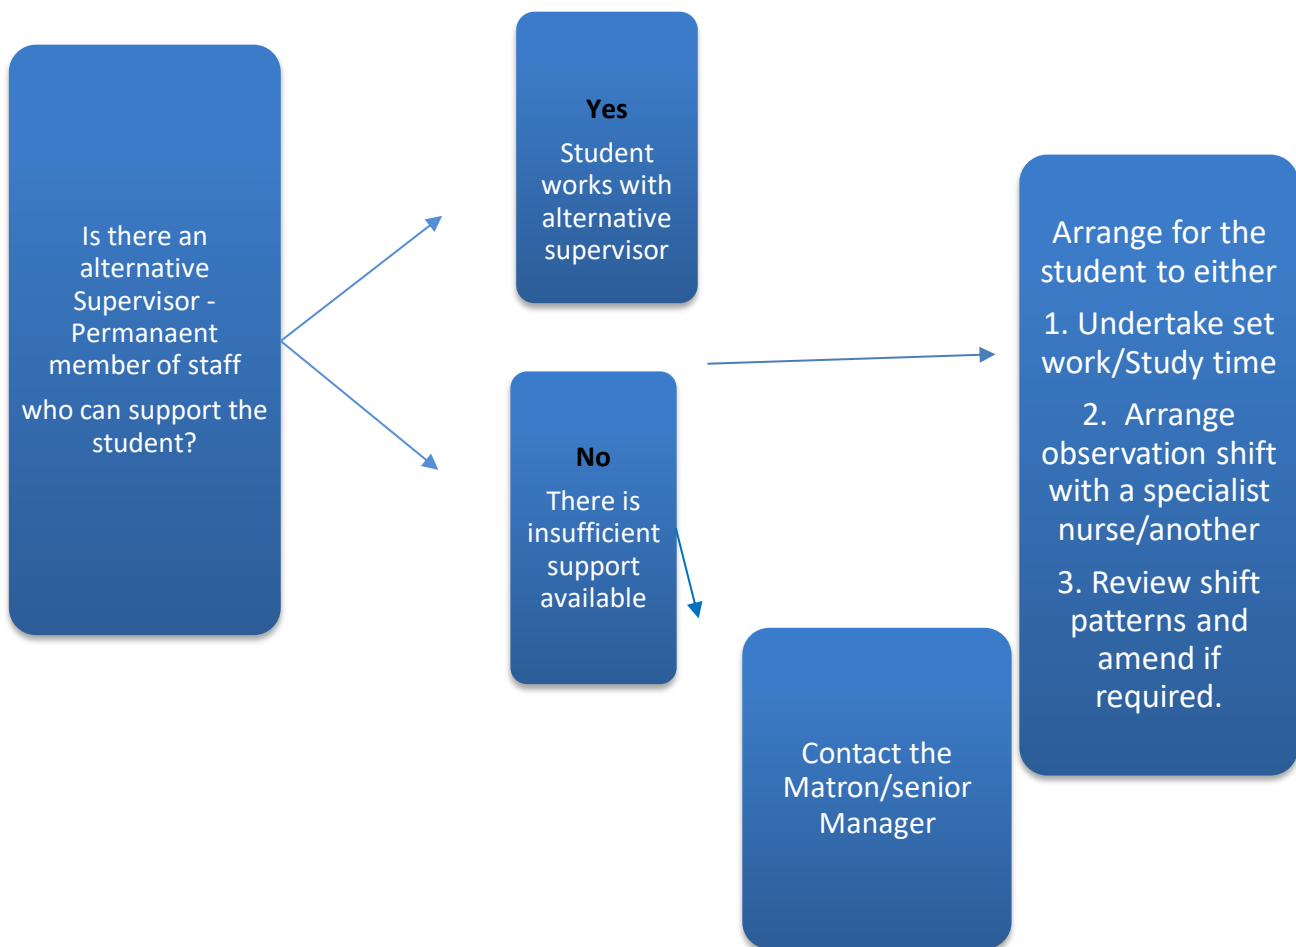 Is there an
alternative
Supervisor -
Permanaent
member of staff
who can support the
student?
Yes
Student
works with
alternative
supervisor
No
There is
insufficient
support
available
Arrange for the
student to either
1. Undertake set
work/Study time
2. Arrange
observation shift
with a specialist
nurse/another
3. Review shift
patterns and
amend if
required.
Contact the
Matron/senior
Manager